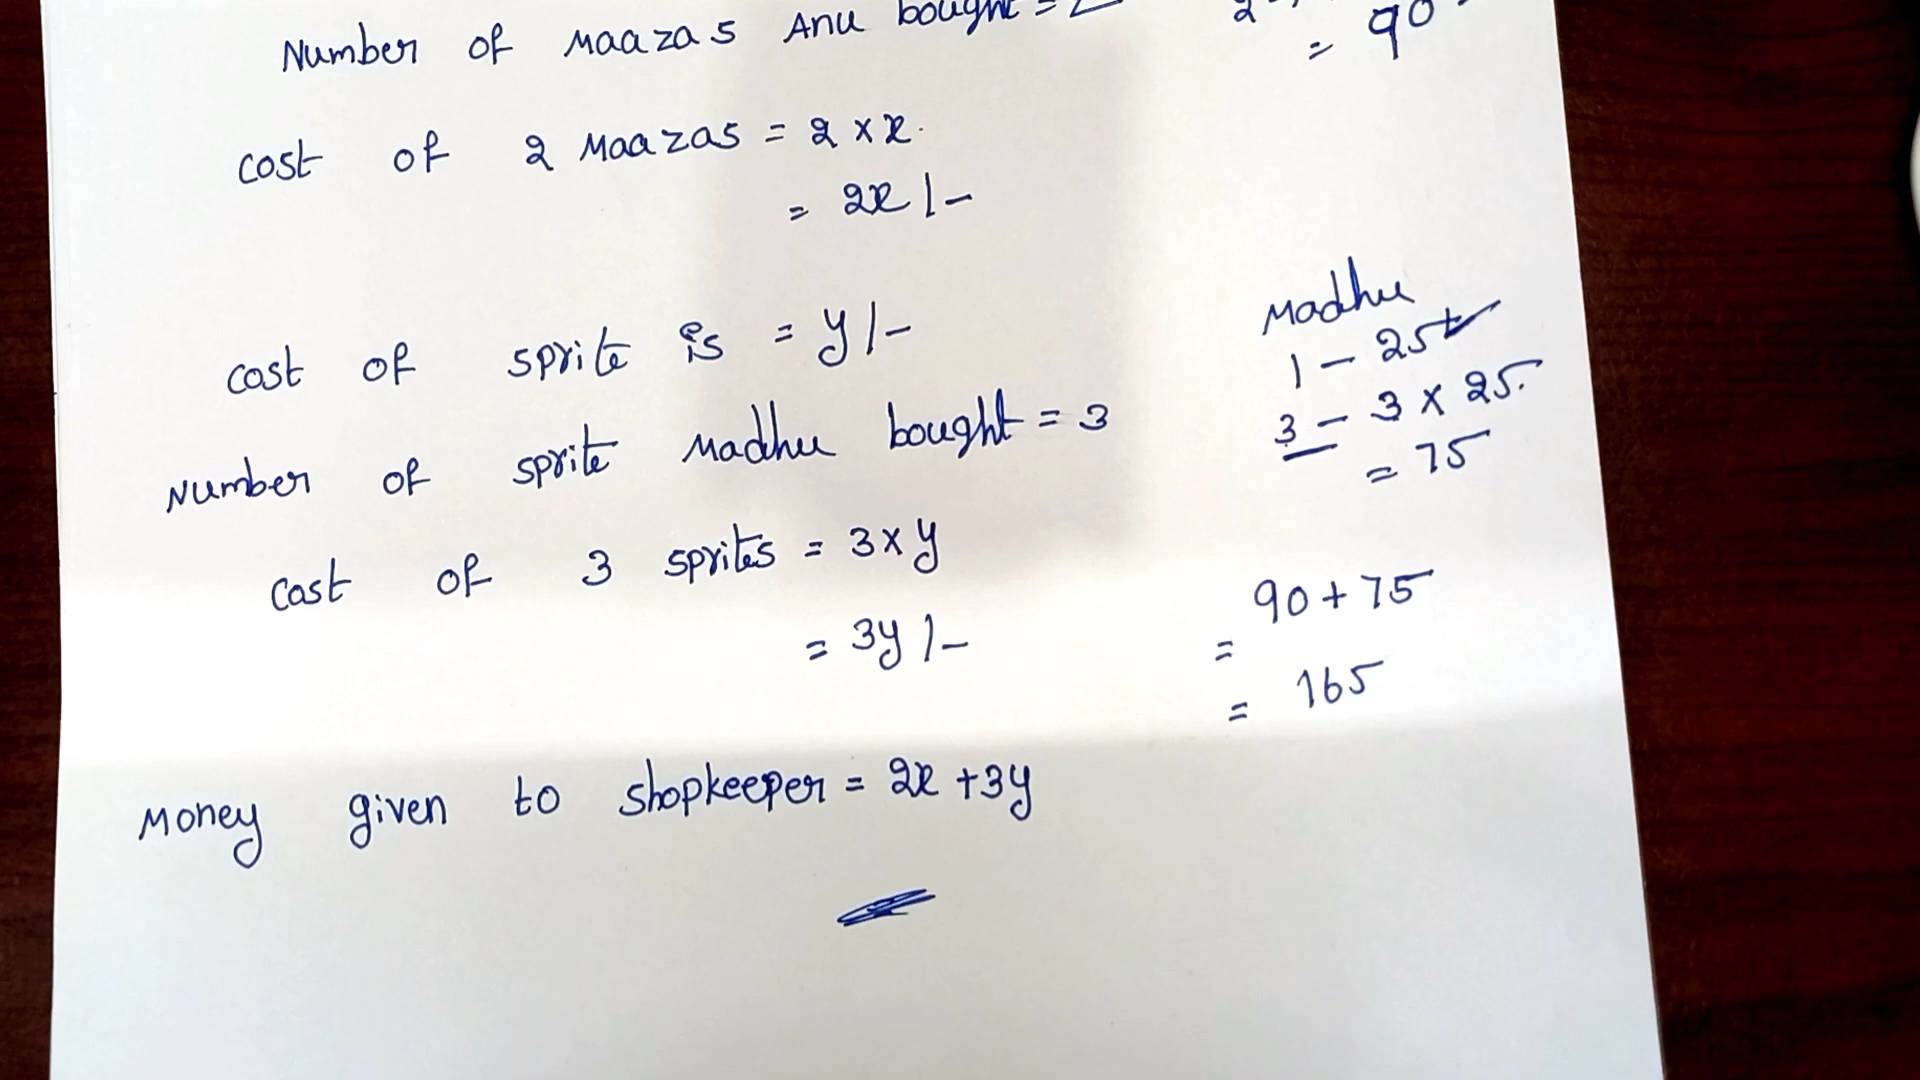 Number of Maazas Anu bought =
= 90
cost of 2 Maazas = 2 × x.
= 2x /-
cost of sprite is = y /-
Number of sprite Madhu bought = 3
cost of 3 sprites = 3 × y
= 3y /-
Money given to shopkeeper = 2x + 3y
Madhu
1 - 25
3 - 3 × 25.
= 75
= 90 + 75
= 165